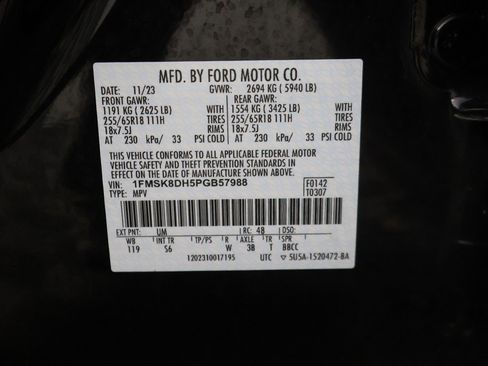 MFD. BY FORD MOTOR CO.
DATE: 11/23 GVWR: 2694 KG ( 5940 LB)
FRONT GAWR: REAR GAWR:
1191 KG ( 2625 LB) WITH 1554 KG ( 3425 LB) WITH
255/65R18 111H TIRES 255/65R18 111H TIRES
18x7.5J RIMS 18x7.5J RIMS
AT 230 kPa/ 33 PSI COLD AT 230 kPa/ 33 PSI COLD
THIS VEHICLE CONFORMS TO ALL APPLICABLE FEDERAL MOTOR
VEHICLE SAFETY AND THEFT PREVENTION STANDARDS IN
EFFECT ON THE DATE OF MANUFACTURE SHOWN ABOVE.
VIN: 1FMSK8DH5PGB57988 F0142
TYPE: MPV T0307
EXT PNT: UM RC: 48 DSO:
WB INT TR TP/PS R AXLE TR SPR
119 S6 W 3B T BBCC
1202310017195 UTC ▽ 5U5A-1520472-BA